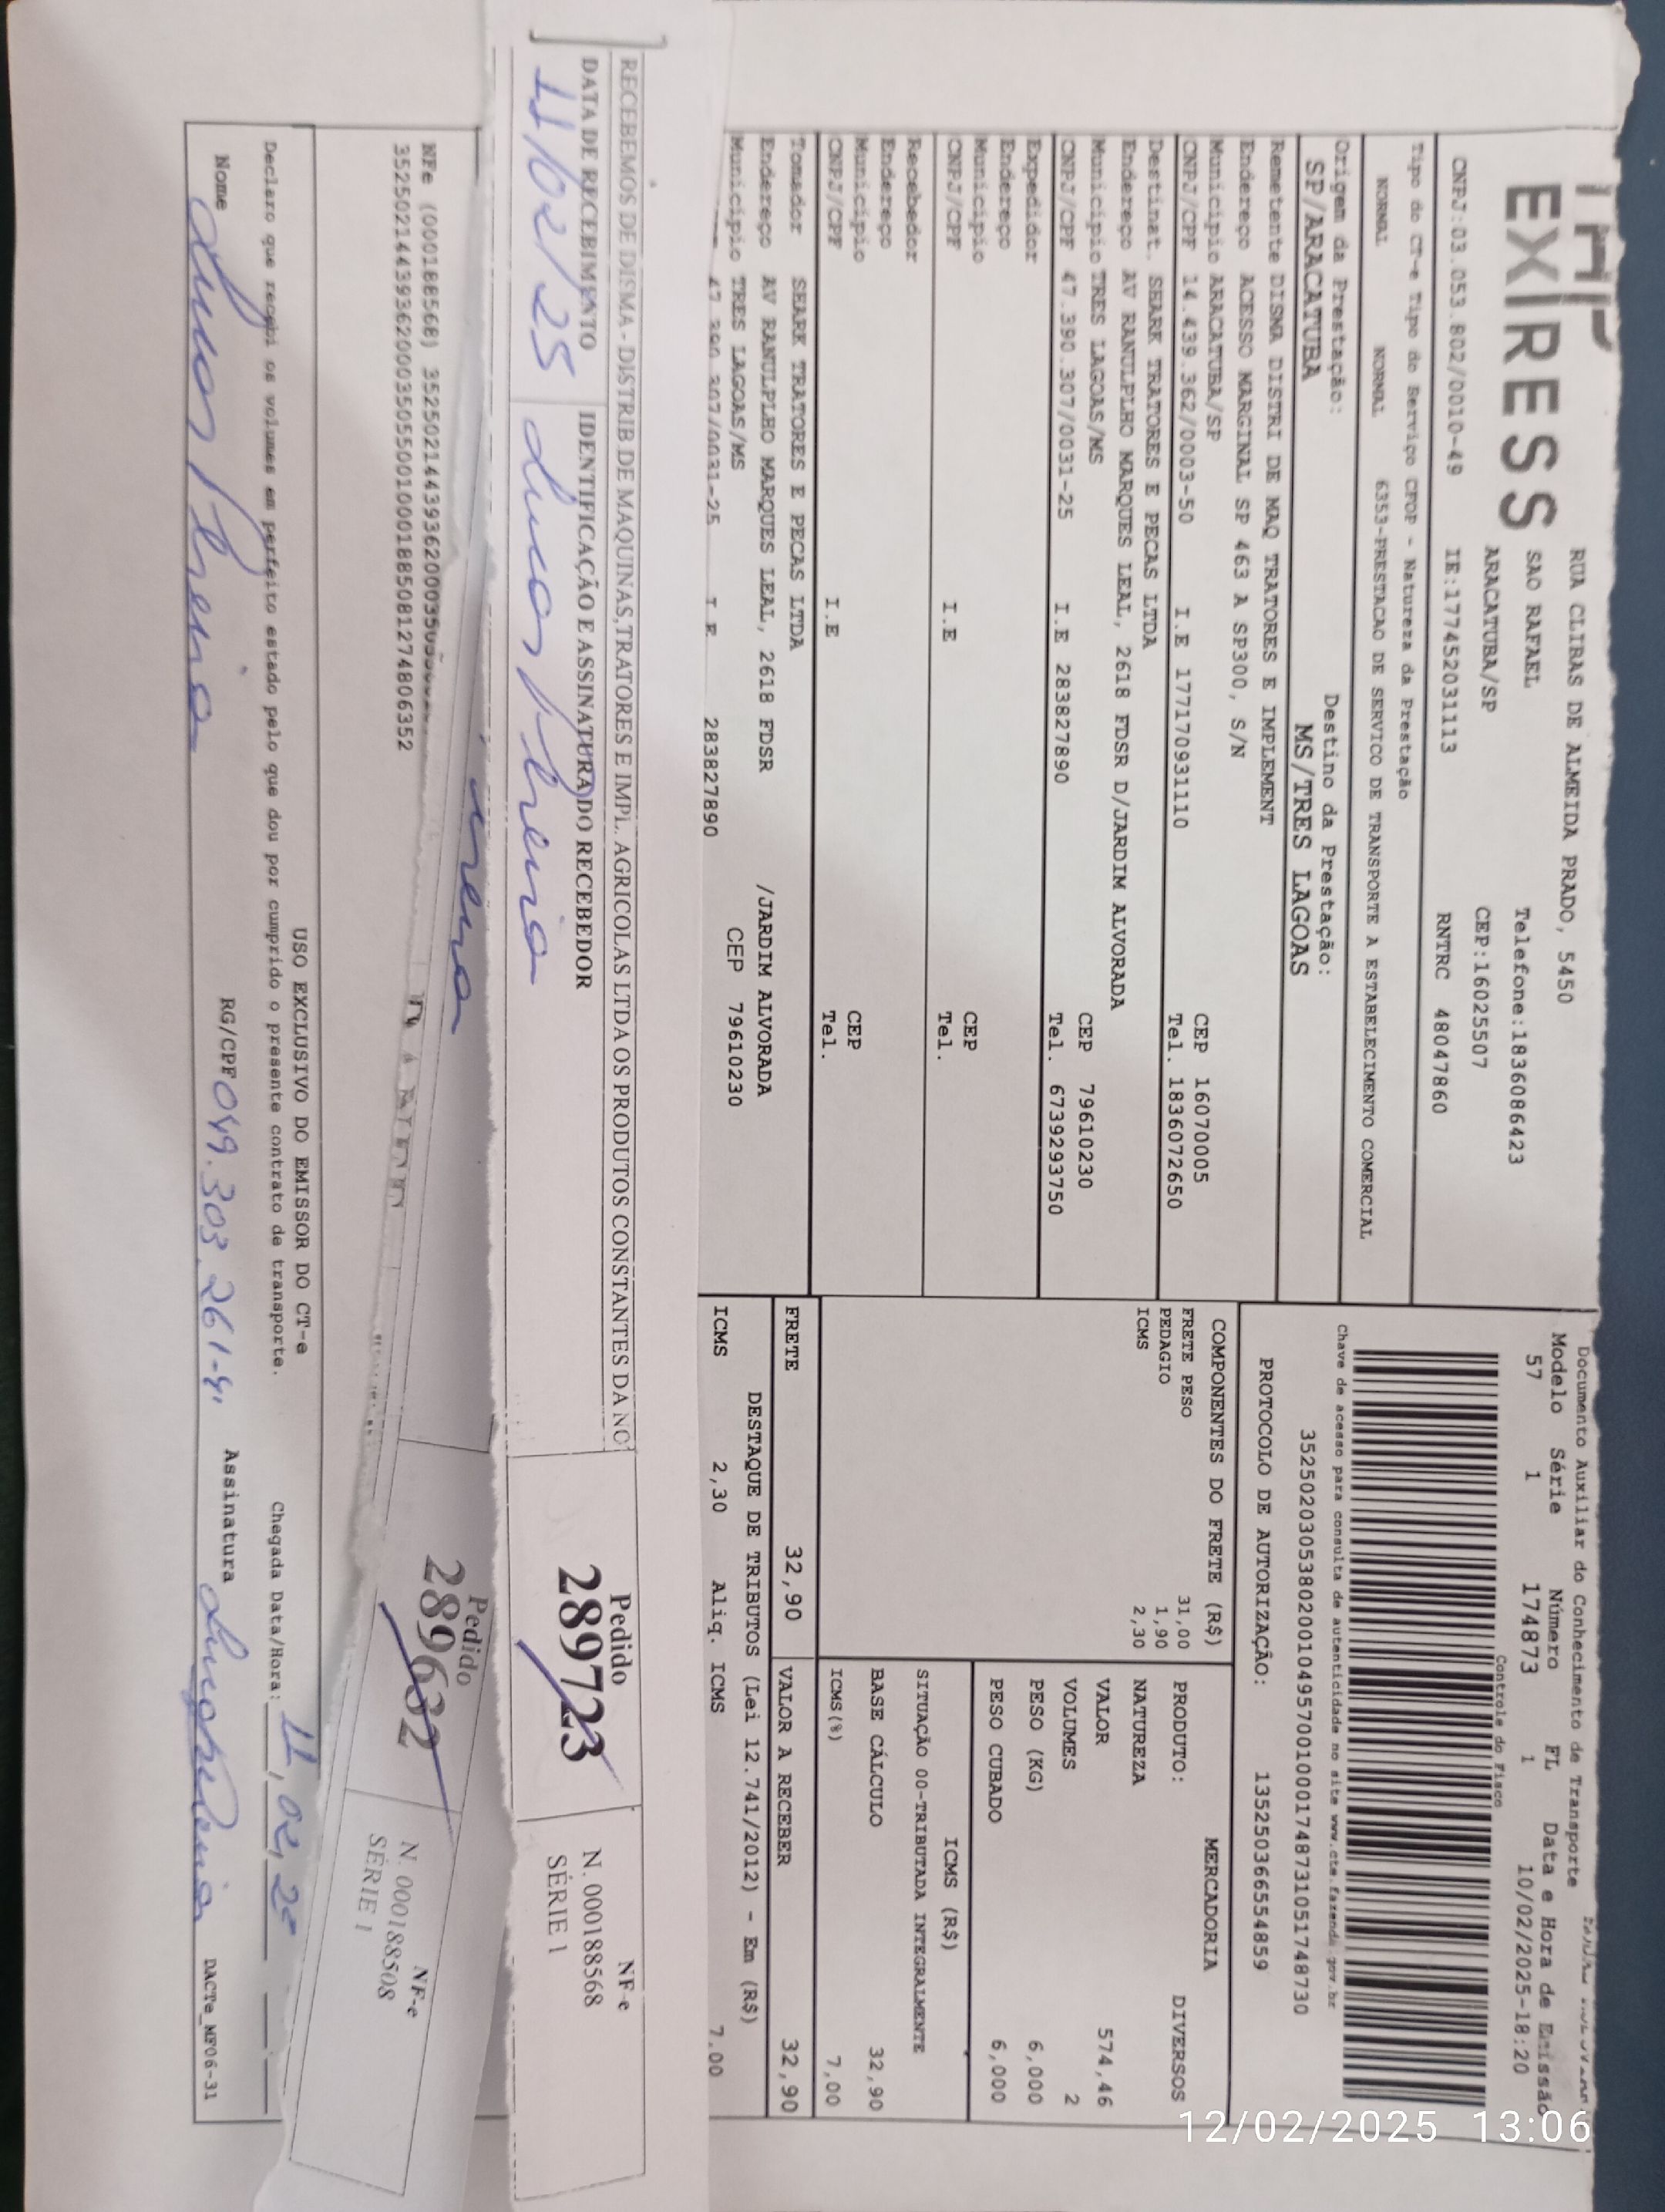 EXPRESS
RUA CLIBAS DE ALMEIDA PRADO, 5450
SAO RAFAEL Telefone:1836086423
ARACATUBA/SP CEP:16025507
CNPJ:03.053.802/0010-49 IE:177452031113 RNTRC 48047860
Tipo do CT-e Tipo do Serviço CFOP - Natureza da Prestação
NORMAL NORMAL 6353-PRESTACAO DE SERVICO DE TRANSPORTE A ESTABELECIMENTO COMERCIAL
Origem da Prestação: Destino da Prestação:
SP/ARACATUBA MS/TRES LAGOAS
Remetente DISMA DISTRI DE MAQ TRATORES E IMPLEMENT
Endereço ACESSO MARGINAL SP 463 A SP300, S/N
Município ARACATUBA/SP CEP 16070005
CNPJ/CPF 14.439.362/0003-50 I.E 177170931110 Tel. 1836072650
Destinat. SEARK TRATORES E PECAS LTDA
Endereço AV RANULPLHO MARQUES LEAL, 2618 FDSR D/JARDIM ALVORADA
Município TRES LAGOAS/MS CEP 79610230
CNPJ/CPF 47.390.307/0031-25 I.E 283827890 Tel. 6739293750
Expedidor
Endereço
Município CEP
CNPJ/CPF I.E Tel.
Recebedor
Endereço
Município CEP
CNPJ/CPF I.E Tel.
Tomador SEARK TRATORES E PECAS LTDA
Endereço AV RANULPLHO MARQUES LEAL, 2618 FDSR /JARDIM ALVORADA
Município TRES LAGOAS/MS CEP 79610230
47.390.307/0031-25 I.E 283827890
Documento Auxiliar do Conhecimento de Transporte
Modelo Série Número FL Data e Hora de Emissão
57 1 174873 1 10/02/2025-18:20
Controle do Fisco
Chave de acesso para consulta de autenticidade no site www.cte.fazenda.gov.br
35250203053802001049570010001748731051748730
PROTOCOLO DE AUTORIZAÇÃO: 135250366554859
COMPONENTES DO FRETE (R$)
FRETE PESO 31,00
PEDAGIO 1,90
ICMS 2,30
MERCADORIA
PRODUTO: DIVERSOS
NATUREZA
VALOR 574,46
VOLUMES 2
PESO (KG) 6,000
PESO CUBADO 6,000
ICMS (R$)
SITUAÇÃO 00-TRIBUTADA INTEGRALMENTE
BASE CÁLCULO 32,90
ICMS(%) 7,00
FRETE 32,90 VALOR A RECEBER 32,90
DESTAQUE DE TRIBUTOS (Lei 12.741/2012) - Em (R$)
ICMS 2,30 Aliq. ICMS 7,00
RECEBEMOS DE DISMA - DISTRIB DE MAQUINAS,TRATORES E IMPL. AGRICOLAS LTDA OS PRODUTOS CONSTANTES DA NO
DATA DE RECEBIMENTO IDENTIFICAÇÃO E ASSINATURA DO RECEBEDOR
11/02/25
Pedido
289723
NF-e
N. 000188568
SÉRIE 1
Pedido
289632
NF-e
N. 000188508
SÉRIE 1
NFe (000188568) 352502144393620003505
35250214439362000350550010001885081274806352
USO EXCLUSIVO DO EMISSOR DO CT-e
Declaro que recebi os volumes em perfeito estado pelo que dou por cumprido o presente contrato de transporte. Chegada Data/Hora: 11,02,25
Nome RG/CPF 049.303.261-4 Assinatura
DACTe_MF06-31
12/02/2025 13:06